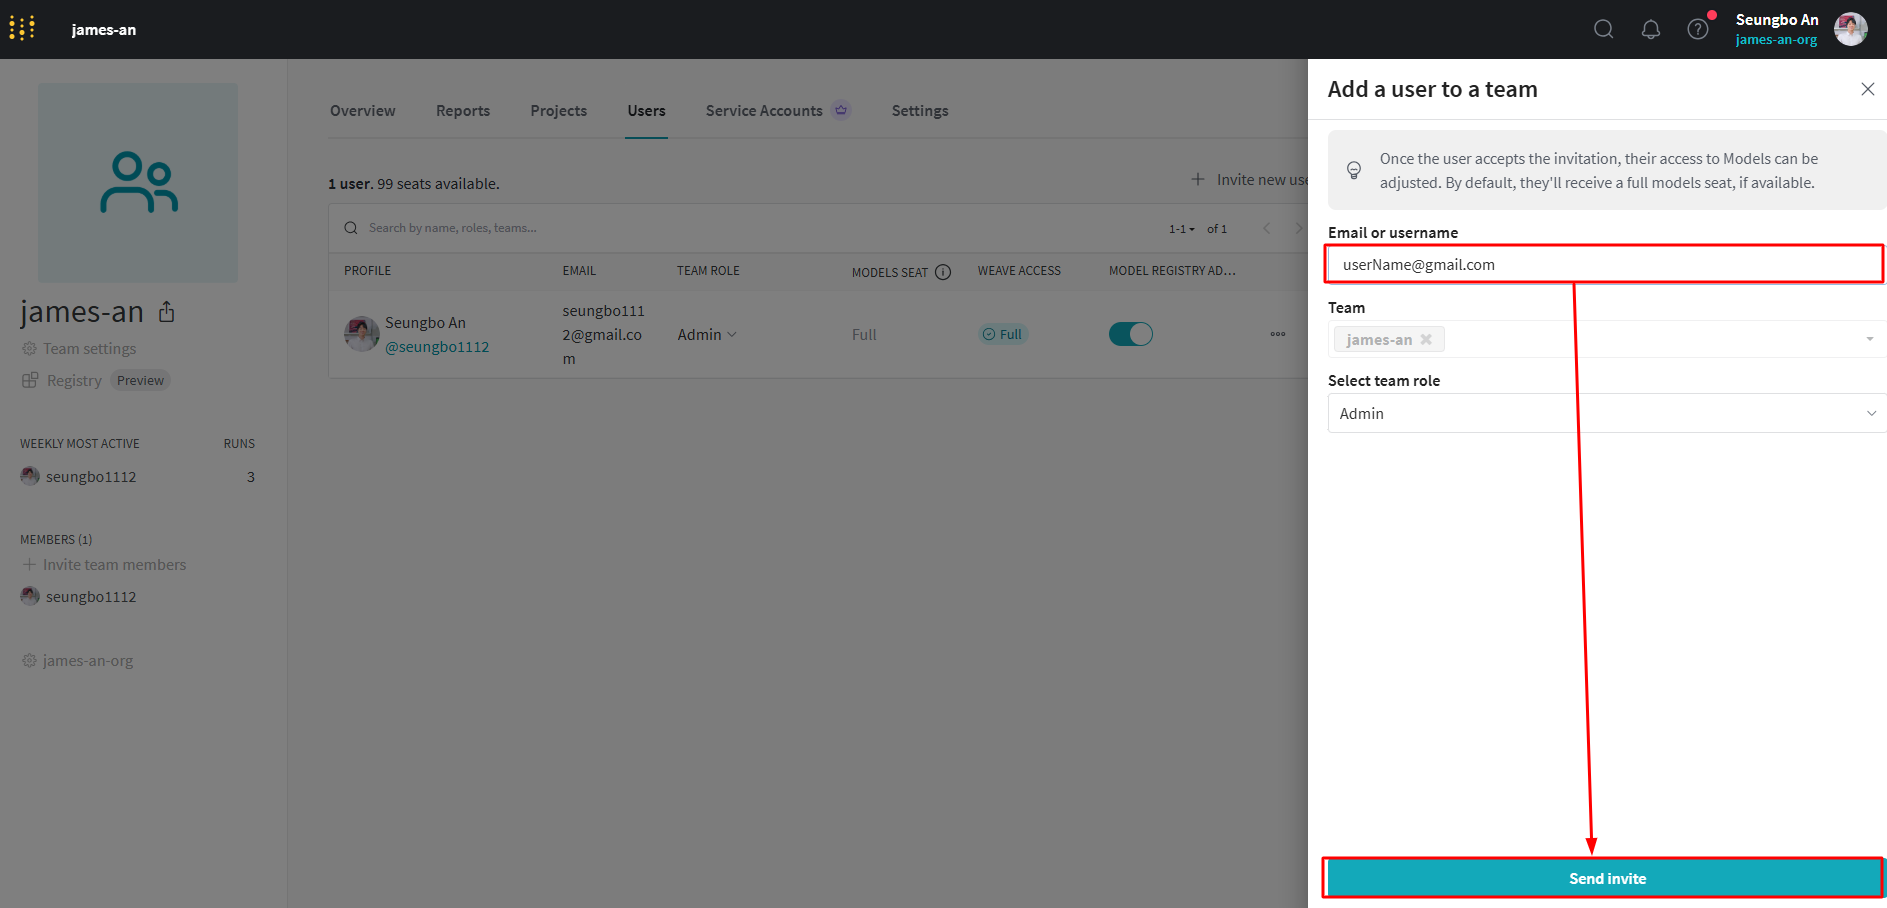 james-an
Seungbo An
james-an-org
Overview
Reports
Projects
Users
Service Accounts
Settings
1 user. 99 seats available.
Invite new use
Search by name, roles, teams...
1-1
of 1
PROFILE
EMAIL
TEAM ROLE
MODELS SEAT
WEAVE ACCESS
MODEL REGISTRY AD...
Seungbo An
@seungbo1112
seungbo111
2@gmail.co
m
Admin
Full
Full
james-an
Team settings
Registry
Preview
WEEKLY MOST ACTIVE
RUNS
seungbo1112
3
MEMBERS (1)
Invite team members
seungbo1112
james-an-org
Add a user to a team
Once the user accepts the invitation, their access to Models can be
adjusted. By default, they'll receive a full models seat, if available.
Email or username
userName@gmail.com
Team
james-an
Select team role
Admin
Send invite